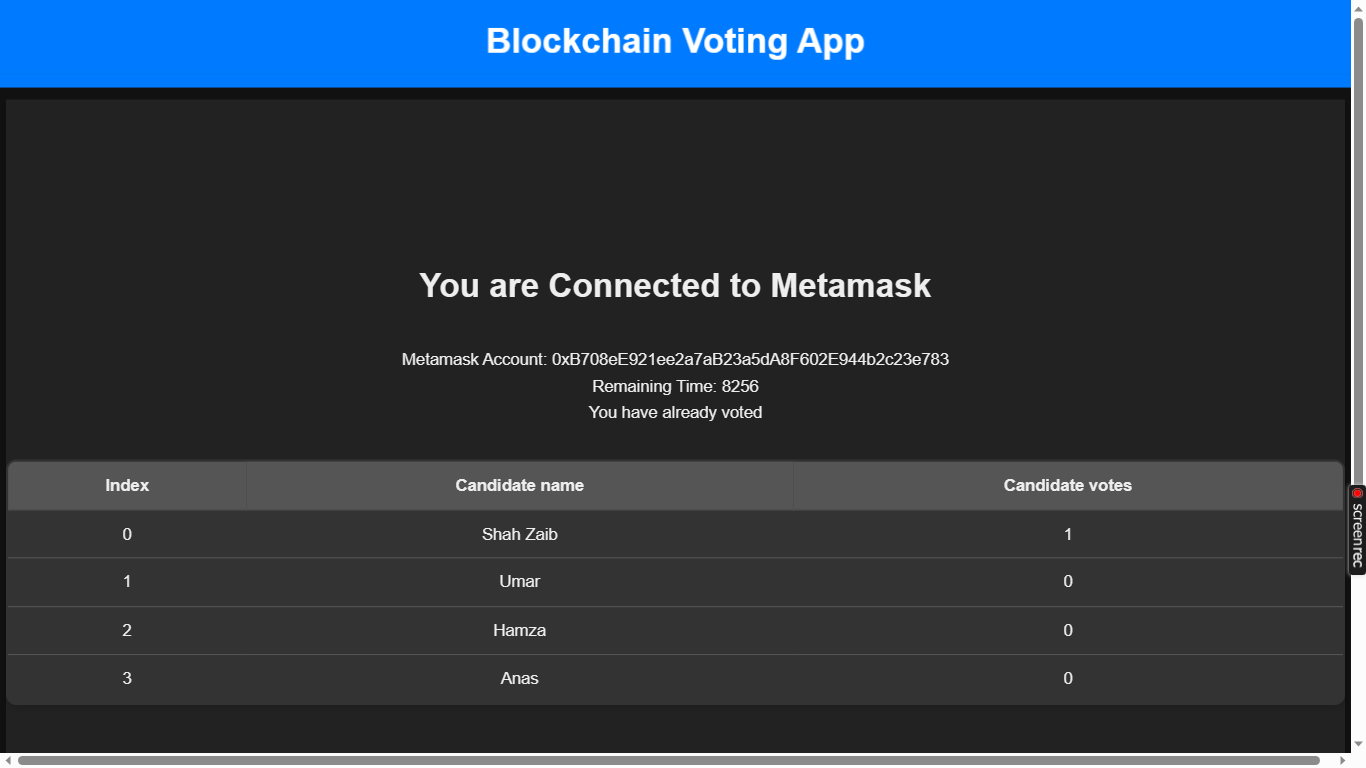 Blockchain Voting App
You are Connected to Metamask
Metamask Account: 0xB708eE921ee2a7aB23a5dA8F602E944b2c23e783
Remaining Time: 8256
You have already voted
Index Candidate name Candidate votes
0 Shah Zaib 1
1 Umar 0
2 Hamza 0
3 Anas 0
screenrec